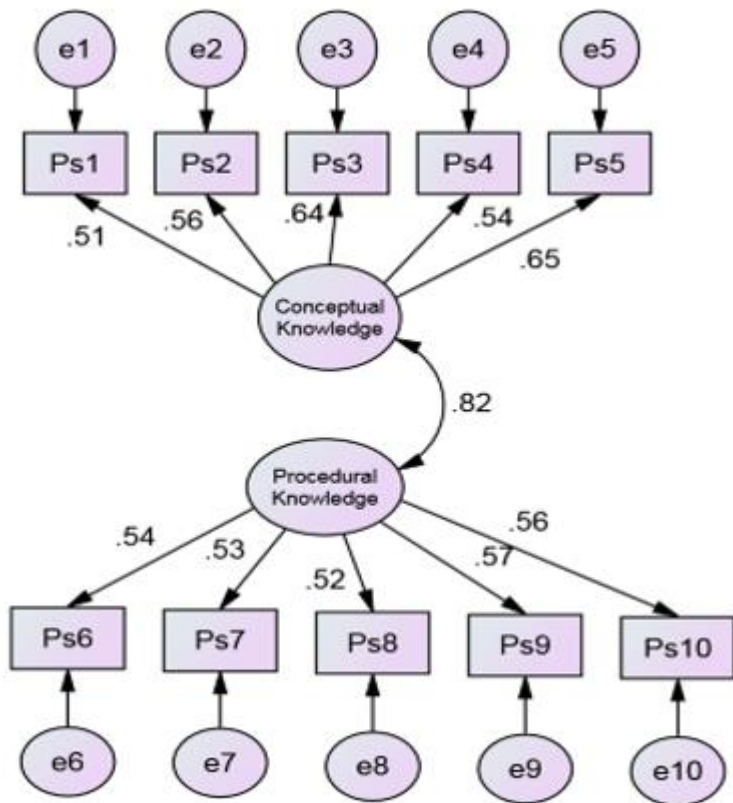 e1 e2 e3 e4 e5
Ps1 Ps2 Ps3 Ps4 Ps5
.51 .56 .64 .54 .65
Conceptual
Knowledge
.82
Procedural
Knowledge
.54 .53 .52 .57 .56
Ps6 Ps7 Ps8 Ps9 Ps10
e6 e7 e8 e9 e10